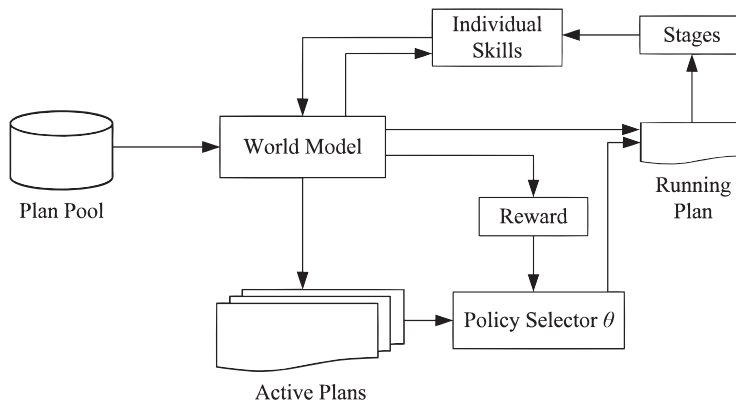 Individual
Skills
Stages
World Model
Plan Pool
Running
Plan
Reward
Policy Selector θ
Active Plans